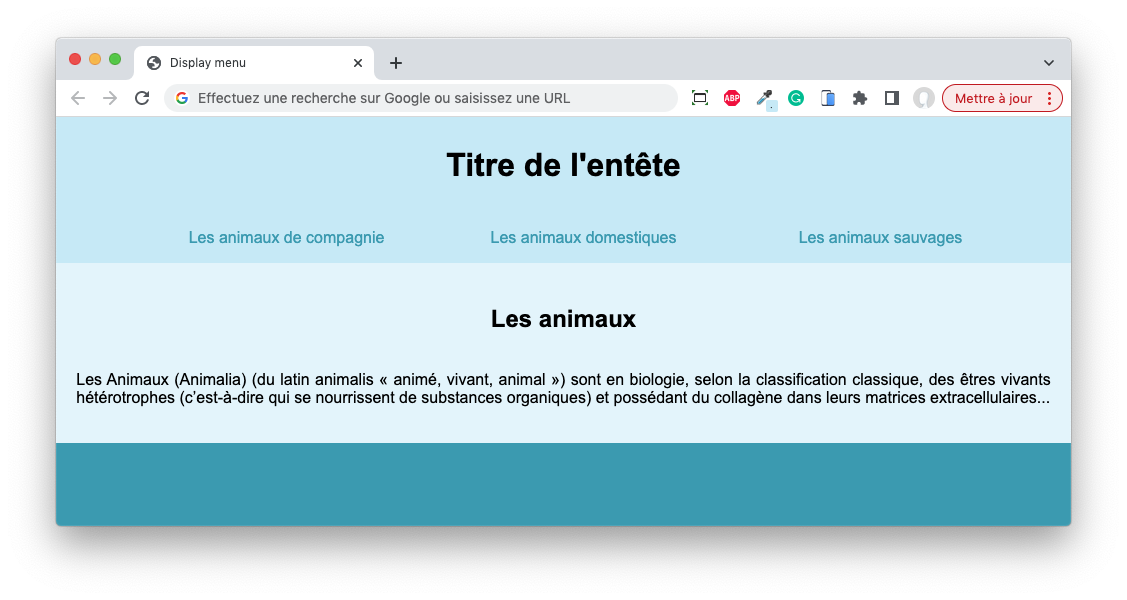 Display menu
Effectuez une recherche sur Google ou saisissez une URL
ABP
Mettre à jour
Titre de l'entête
Les animaux de compagnie Les animaux domestiques Les animaux sauvages
Les animaux
Les Animaux (Animalia) (du latin animalis « animé, vivant, animal ») sont en biologie, selon la classification classique, des êtres vivants
hétérotrophes (c’est-à-dire qui se nourrissent de substances organiques) et possédant du collagène dans leurs matrices extracellulaires...